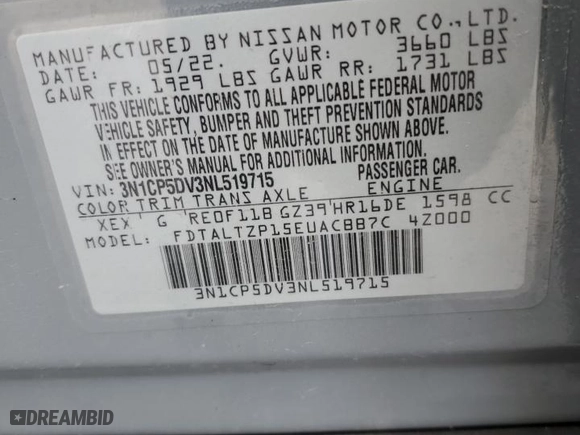 MANUFACTURED BY NISSAN MOTOR CO., LTD.
DATE: 05/22. GVWR: 3660 LBS
GAWR FR: 1929 LBS GAWR RR: 1731 LBS
THIS VEHICLE CONFORMS TO ALL APPLICABLE FEDERAL MOTOR
VEHICLE SAFETY, BUMPER AND THEFT PREVENTION STANDARDS
IN EFFECT ON THE DATE OF MANUFACTURE SHOWN ABOVE.
SEE OWNER'S MANUAL FOR ADDITIONAL INFORMATION.
VIN: 3N1CP5DV3NL519715 PASSENGER CAR.
COLOR TRIM TRANS AXLE ENGINE
XEX G RE0F11B GZ39 HR16DE 1598 CC
MODEL: FDTALTZP15EUACBB7C 4Z000
3N1CP5DV3NL519715
DREAMBID